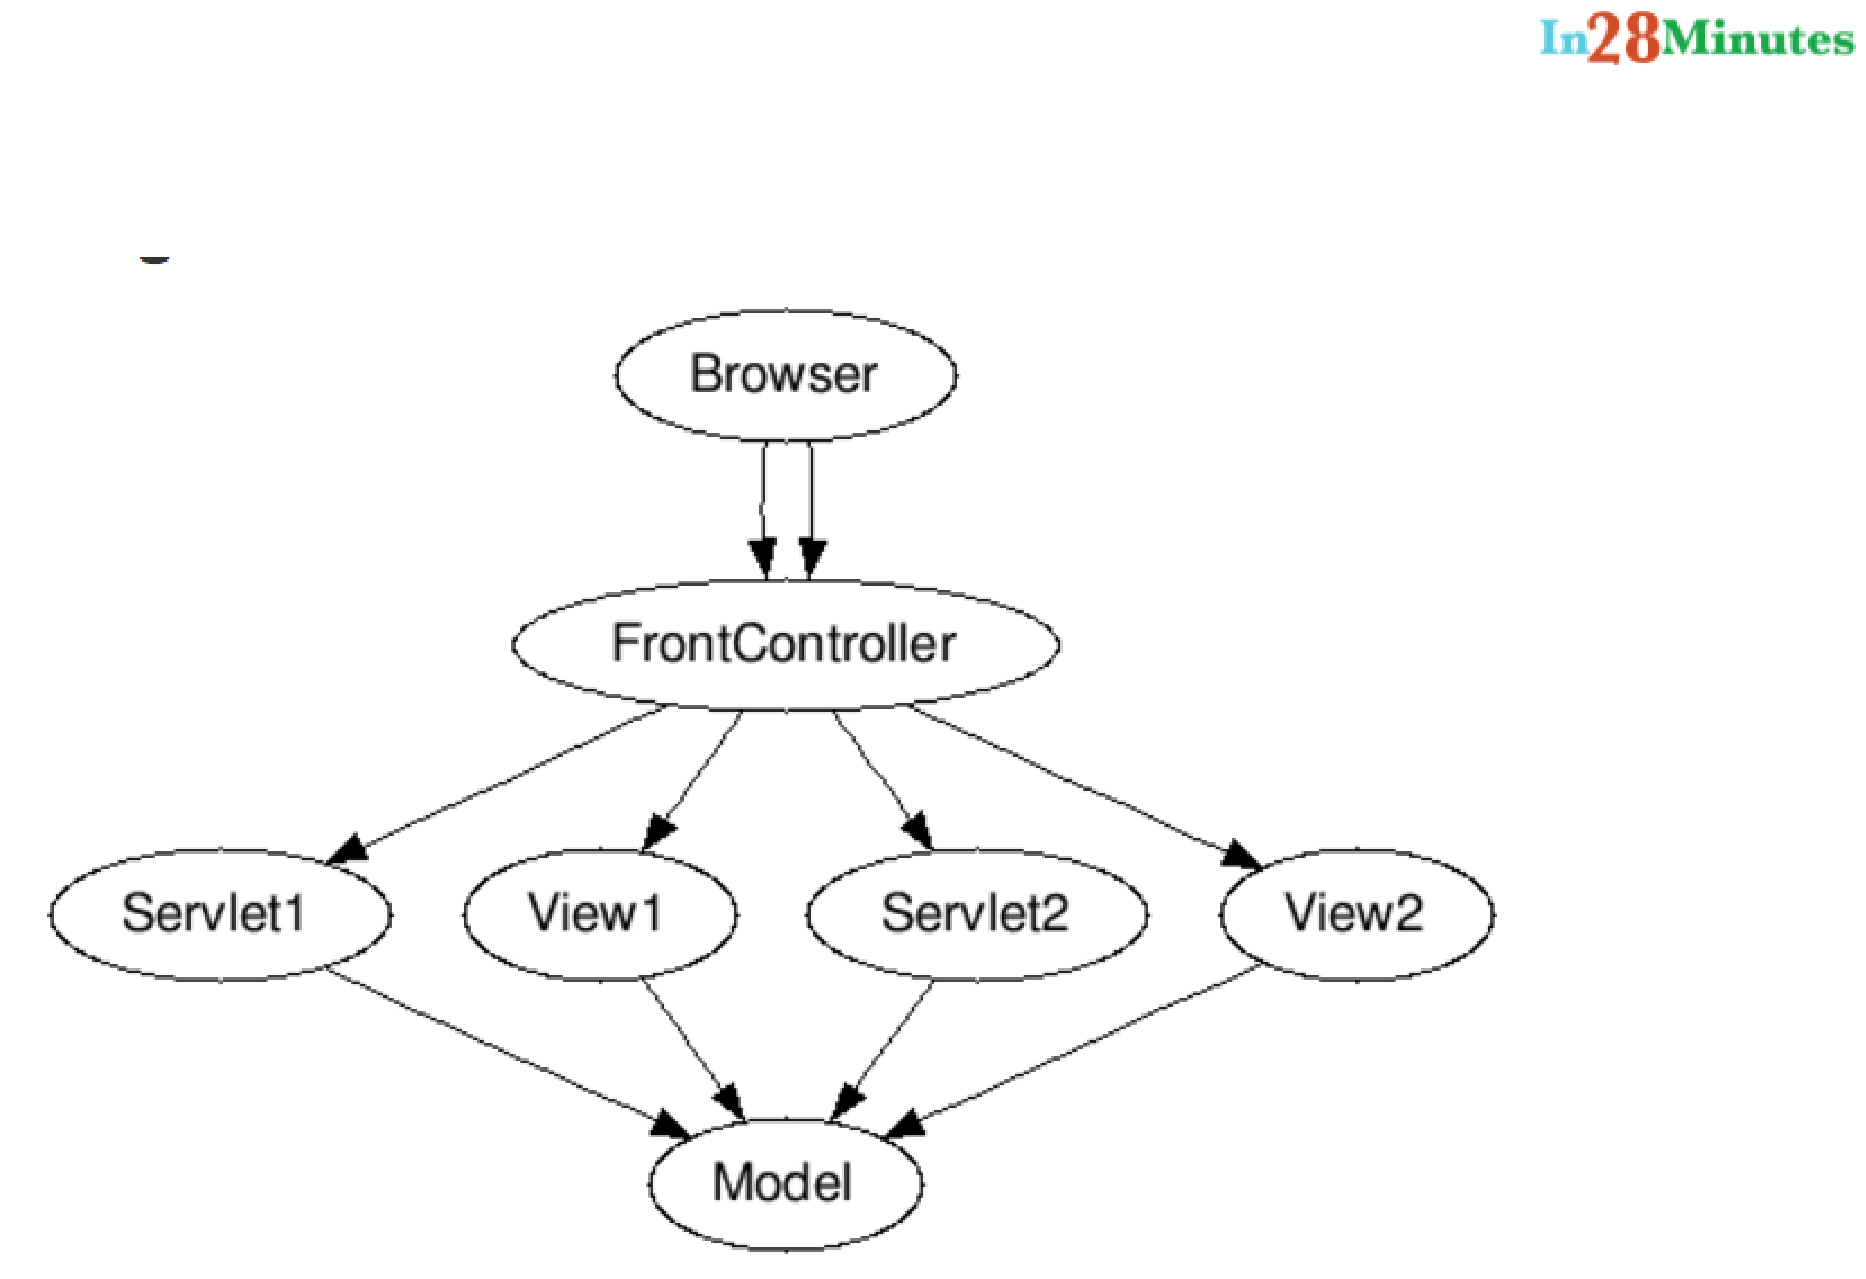 In28Minutes
Browser
FrontController
Servlet1 View1 Servlet2 View2
Model